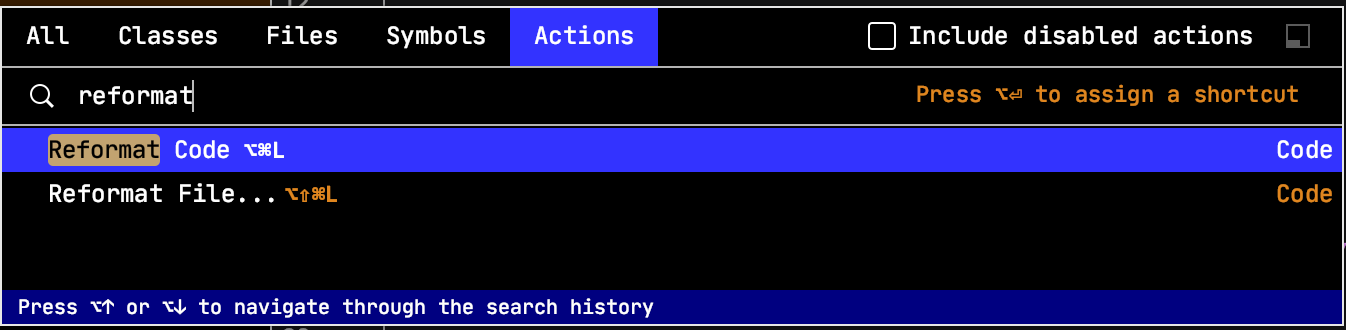 All Classes Files Symbols Actions Include disabled actions
reformat Press ⌥⏎ to assign a shortcut
Reformat Code ⌥⌘L Code
Reformat File... ⌥⇧⌘L Code
Press ⌥↑ or ⌥↓ to navigate through the search history